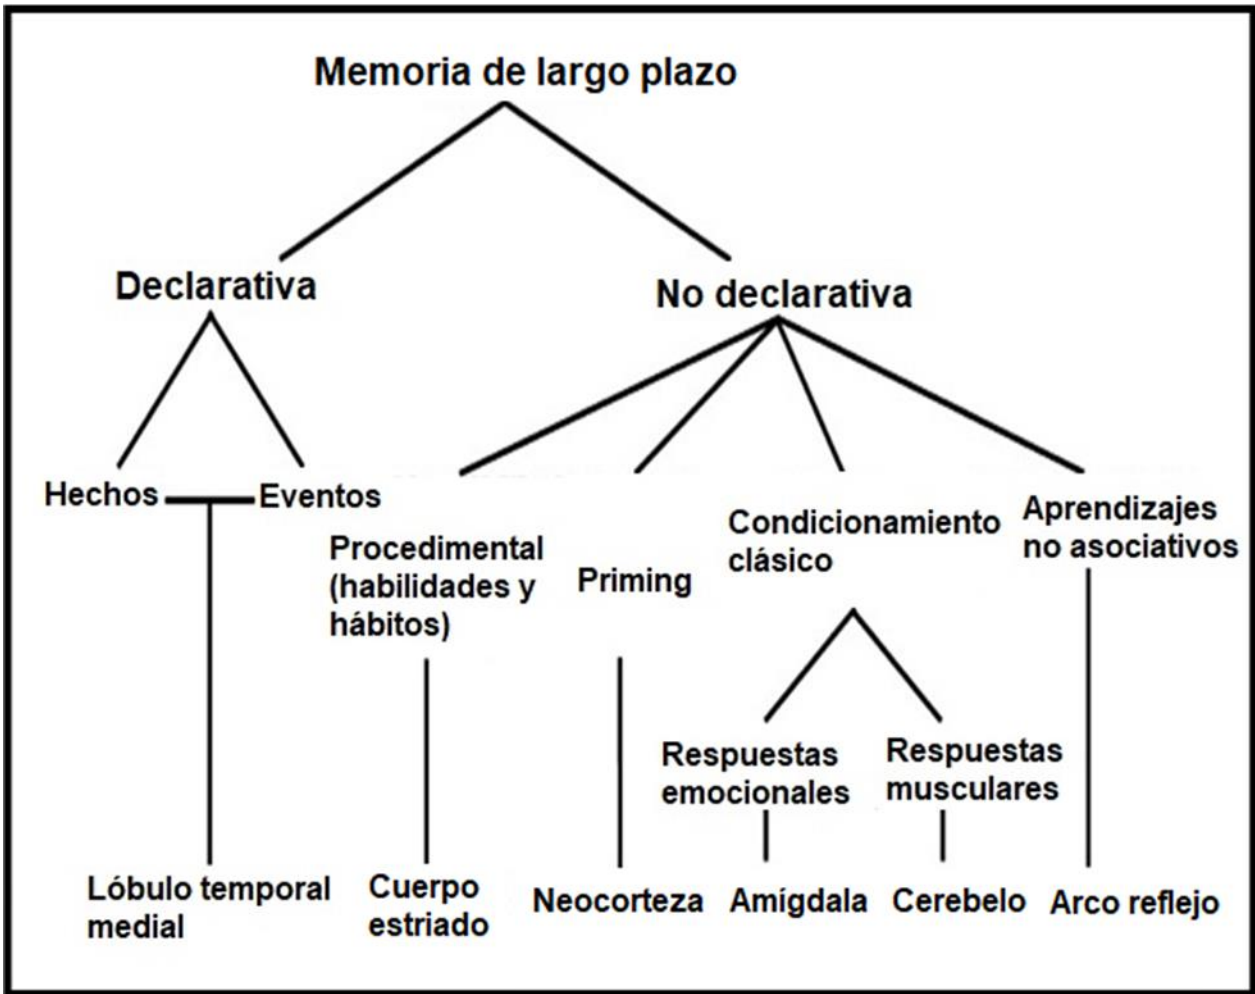 Memoria de largo plazo
Declarativa
No declarativa
Hechos
Eventos
Procedimental
(habilidades y
hábitos)
Priming
Condicionamiento
clásico
Aprendizajes
no asociativos
Respuestas
emocionales
Respuestas
musculares
Lóbulo temporal
medial
Cuerpo
estriado
Neocorteza
Amígdala
Cerebelo
Arco reflejo